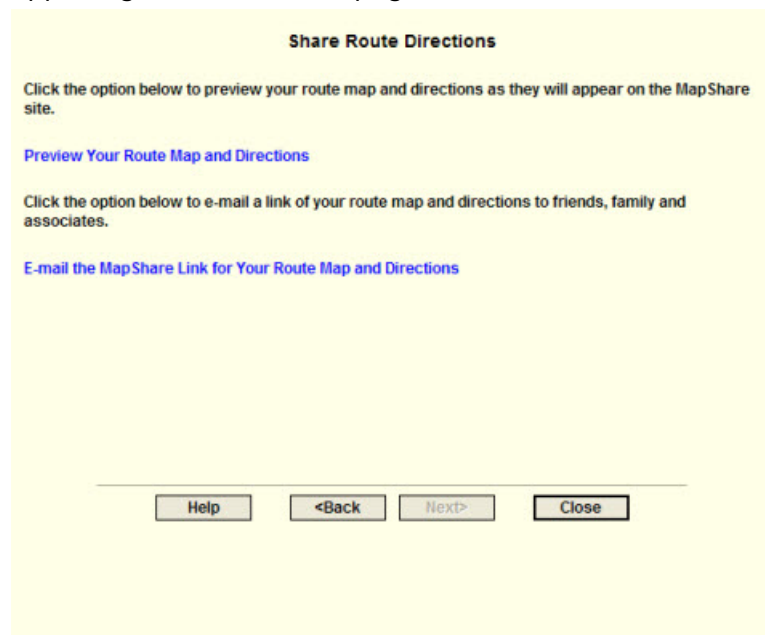 Share Route Directions
Click the option below to preview your route map and directions as they will appear on the MapShare
site.
Preview Your Route Map and Directions
Click the option below to e-mail a link of your route map and directions to friends, family and
associates.
E-mail the MapShare Link for Your Route Map and Directions
Help <Back Next> Close